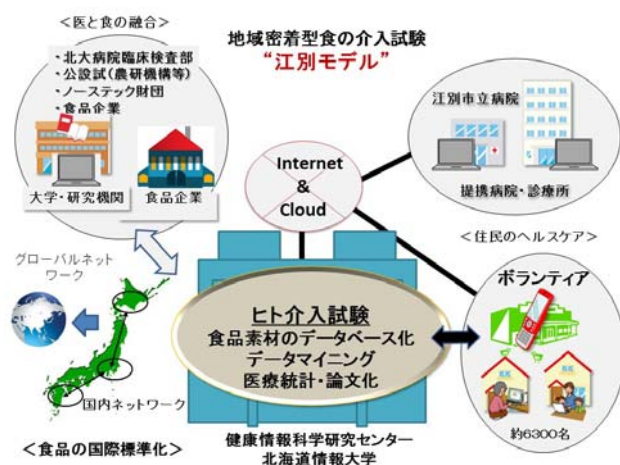 ＜医と食の融合＞
・北大病院臨床検査部
・公設試(農研機構等)
・ノーステック財団
・食品企業
大学・研究機関
食品企業
地域密着型食の介入試験
“江別モデル”
江別市立病院
提携病院・診療所
Internet
&
Cloud
＜住民のヘルスケア＞
ボランティア
約6300名
グローバルネット
ワーク
国内ネットワーク
＜食品の国際標準化＞
ヒト介入試験
食品素材のデータベース化
データマイニング
医療統計・論文化
健康情報科学研究センター
北海道情報大学